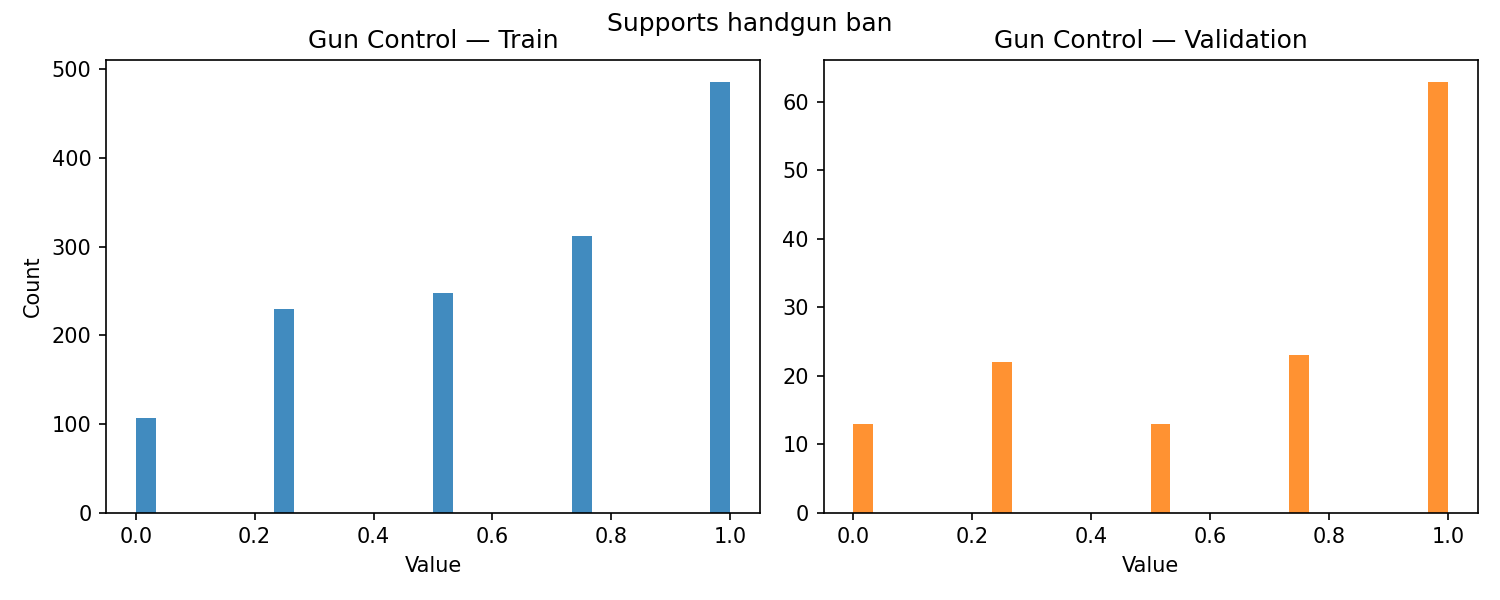 Supports handgun ban
Gun Control — Train
Count
500
400
300
200
100
0
0.0 0.2 0.4 0.6 0.8 1.0
Value
Gun Control — Validation
60
50
40
30
20
10
0
0.0 0.2 0.4 0.6 0.8 1.0
Value